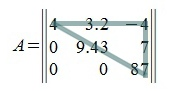 A = ‖ 4 3.2 −4 ‖
‖ 0 9.43 7 ‖
‖ 0 0 87 ‖